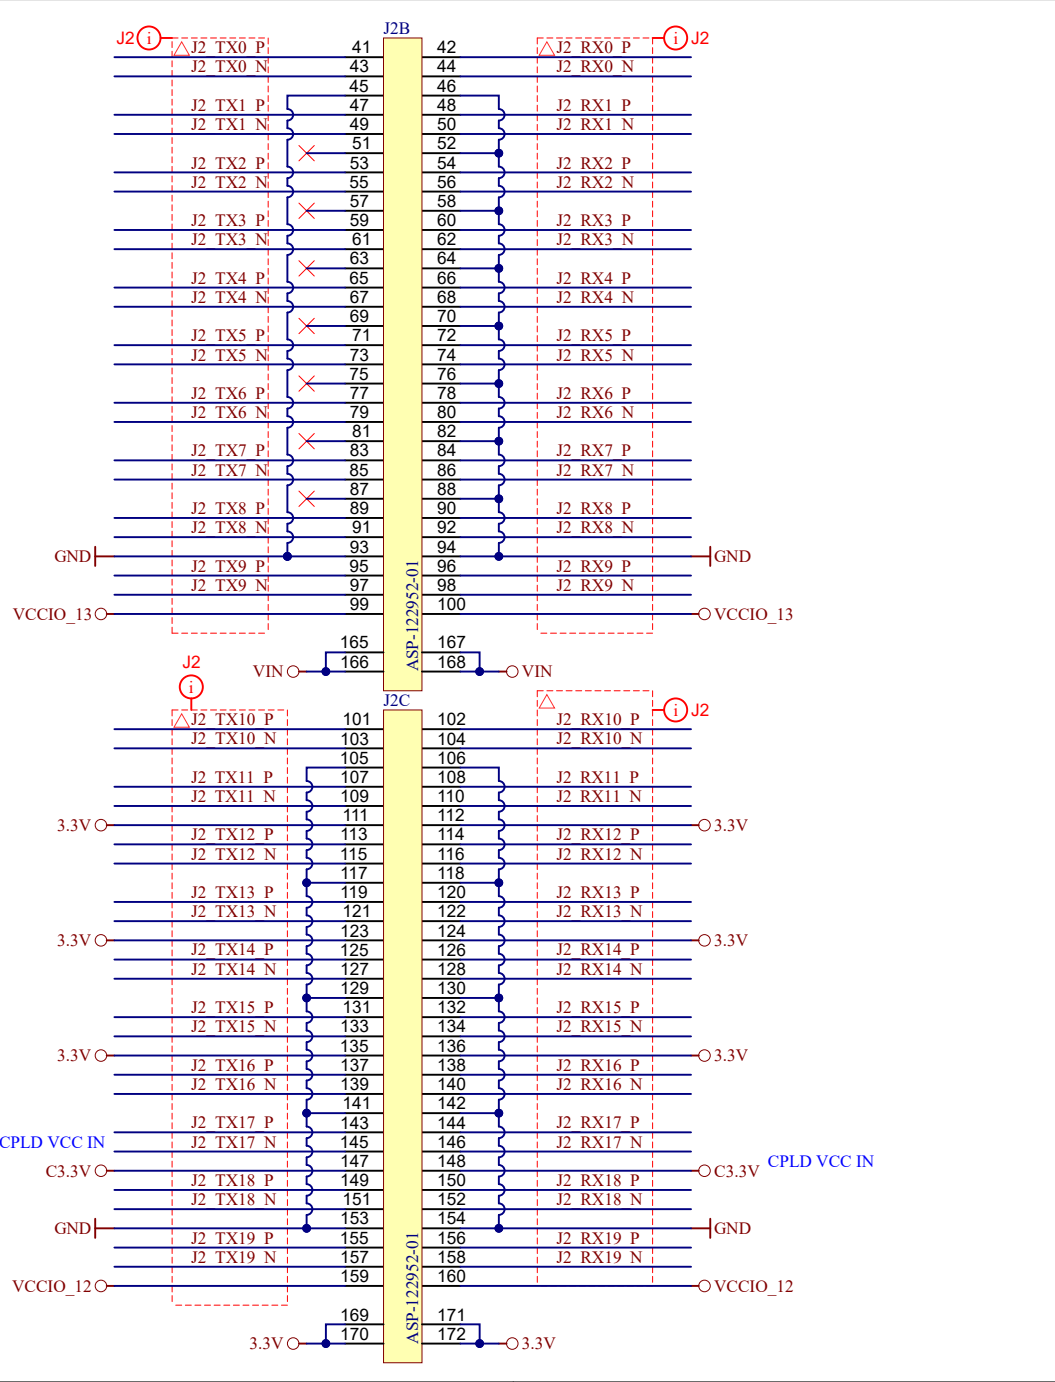 J2B
J2 i J2_TX0_P 41 42 J2_RX0_P i J2
J2_TX0_N 43 44 J2_RX0_N
45 46
J2_TX1_P 47 48 J2_RX1_P
J2_TX1_N 49 50 J2_RX1_N
51 52
J2_TX2_P 53 54 J2_RX2_P
J2_TX2_N 55 56 J2_RX2_N
57 58
J2_TX3_P 59 60 J2_RX3_P
J2_TX3_N 61 62 J2_RX3_N
63 64
J2_TX4_P 65 66 J2_RX4_P
J2_TX4_N 67 68 J2_RX4_N
69 70
J2_TX5_P 71 72 J2_RX5_P
J2_TX5_N 73 74 J2_RX5_N
75 76
J2_TX6_P 77 78 J2_RX6_P
J2_TX6_N 79 80 J2_RX6_N
81 82
J2_TX7_P 83 84 J2_RX7_P
J2_TX7_N 85 86 J2_RX7_N
87 88
J2_TX8_P 89 90 J2_RX8_P
J2_TX8_N 91 92 J2_RX8_N
GND 93 94 GND
J2_TX9_P 95 96 J2_RX9_P
J2_TX9_N 97 98 J2_RX9_N
VCCIO_13 99 100 VCCIO_13
ASP-122952-01
165 167
VIN 166 168 VIN
J2
i
J2C
J2_TX10_P 101 102 J2_RX10_P i J2
J2_TX10_N 103 104 J2_RX10_N
105 106
J2_TX11_P 107 108 J2_RX11_P
J2_TX11_N 109 110 J2_RX11_N
3.3V 111 112 3.3V
J2_TX12_P 113 114 J2_RX12_P
J2_TX12_N 115 116 J2_RX12_N
117 118
J2_TX13_P 119 120 J2_RX13_P
J2_TX13_N 121 122 J2_RX13_N
3.3V 123 124 3.3V
J2_TX14_P 125 126 J2_RX14_P
J2_TX14_N 127 128 J2_RX14_N
129 130
J2_TX15_P 131 132 J2_RX15_P
J2_TX15_N 133 134 J2_RX15_N
3.3V 135 136 3.3V
J2_TX16_P 137 138 J2_RX16_P
J2_TX16_N 139 140 J2_RX16_N
141 142
J2_TX17_P 143 144 J2_RX17_P
CPLD VCC IN J2_TX17_N 145 146 J2_RX17_N
C3.3V 147 148 C3.3V CPLD VCC IN
J2_TX18_P 149 150 J2_RX18_P
J2_TX18_N 151 152 J2_RX18_N
GND 153 154 GND
J2_TX19_P 155 156 J2_RX19_P
J2_TX19_N 157 158 J2_RX19_N
VCCIO_12 159 160 VCCIO_12
ASP-122952-01
169 171
3.3V 170 172 3.3V